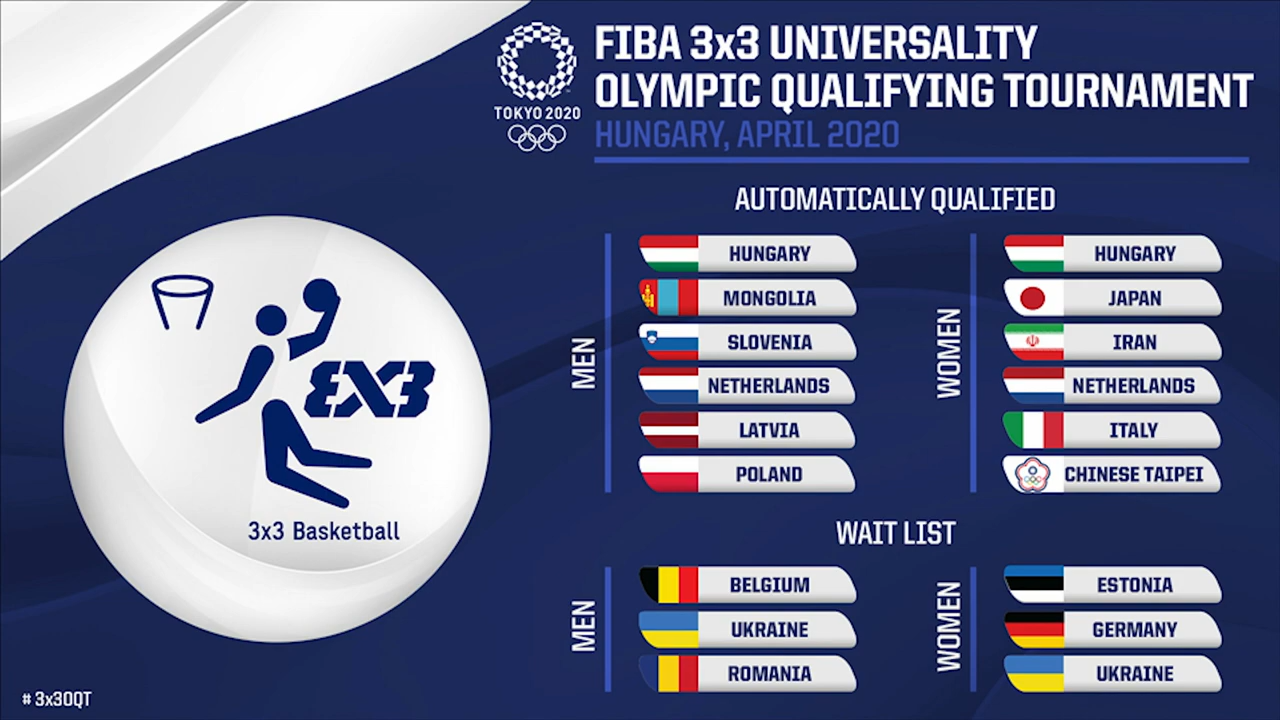 TOKYO 2020
FIBA 3x3 UNIVERSALITY
OLYMPIC QUALIFYING TOURNAMENT
HUNGARY, APRIL 2020
AUTOMATICALLY QUALIFIED
MEN
HUNGARY
MONGOLIA
SLOVENIA
NETHERLANDS
LATVIA
POLAND
WOMEN
HUNGARY
JAPAN
IRAN
NETHERLANDS
ITALY
CHINESE TAIPEI
WAIT LIST
MEN
BELGIUM
UKRAINE
ROMANIA
WOMEN
ESTONIA
GERMANY
UKRAINE
3X3
3x3 Basketball
# 3x3OQT